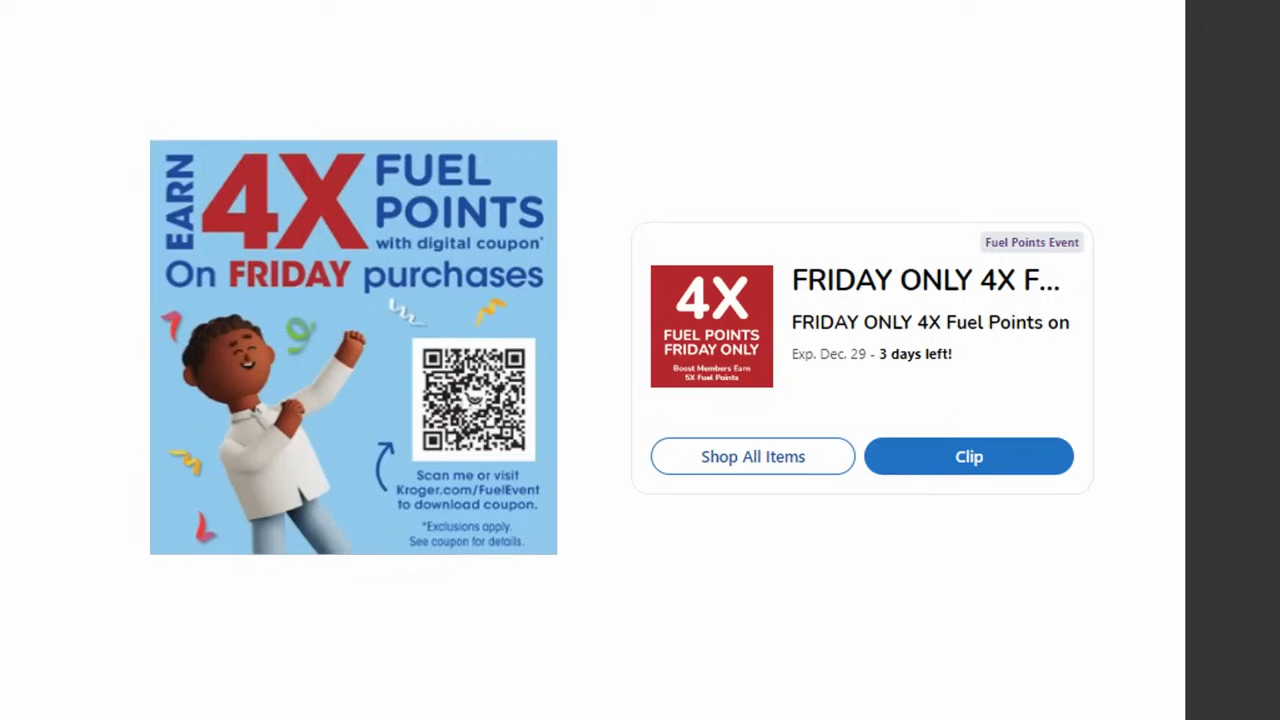 EARN
4X
FUEL
POINTS
with digital coupon*
On FRIDAY purchases
Scan me or visit
Kroger.com/FuelEvent
to download coupon.
*Exclusions apply.
See coupon for details.
Fuel Points Event
4X
FUEL POINTS
FRIDAY ONLY
Boost Members Earn
5X Fuel Points
FRIDAY ONLY 4X F...
FRIDAY ONLY 4X Fuel Points on
Exp. Dec. 29 - 3 days left!
Shop All Items
Clip